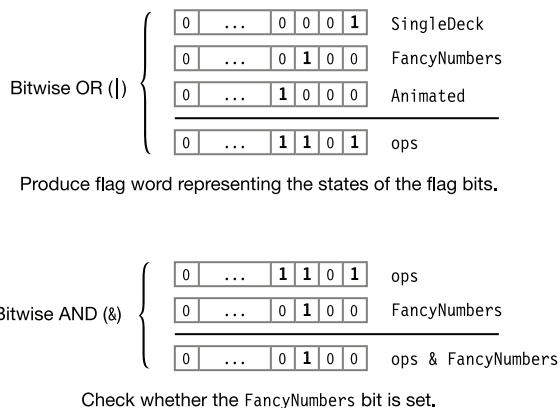 0 ... 0 0 0 1 SingleDeck
0 ... 0 1 0 0 FancyNumbers
Bitwise OR (|)
0 ... 1 0 0 0 Animated
0 ... 1 1 0 1 ops
Produce flag word representing the states of the flag bits.
0 ... 1 1 0 1 ops
Bitwise AND (&)
0 ... 0 1 0 0 FancyNumbers
0 ... 0 1 0 0 ops & FancyNumbers
Check whether the FancyNumbers bit is set.